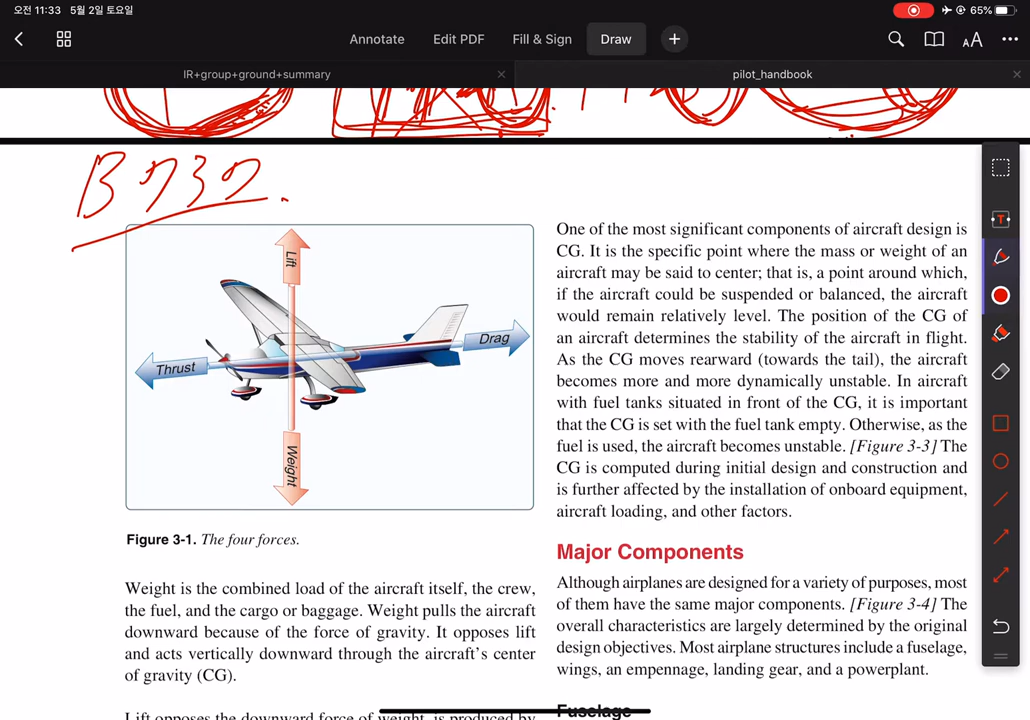 오전 11:33 5월 2일 토요일
65%
Annotate Edit PDF Fill & Sign Draw
AA
IR+group+ground+summary
pilot_handbook
B737.
Lift
Drag
Thrust
Weight
Figure 3-1. The four forces.
Weight is the combined load of the aircraft itself, the crew,
the fuel, and the cargo or baggage. Weight pulls the aircraft
downward because of the force of gravity. It opposes lift
and acts vertically downward through the aircraft's center
of gravity (CG).
Lift opposes the downward force of weight, is produced by
One of the most significant components of aircraft design is
CG. It is the specific point where the mass or weight of an
aircraft may be said to center; that is, a point around which,
if the aircraft could be suspended or balanced, the aircraft
would remain relatively level. The position of the CG of
an aircraft determines the stability of the aircraft in flight.
As the CG moves rearward (towards the tail), the aircraft
becomes more and more dynamically unstable. In aircraft
with fuel tanks situated in front of the CG, it is important
that the CG is set with the fuel tank empty. Otherwise, as the
fuel is used, the aircraft becomes unstable. [Figure 3-3] The
CG is computed during initial design and construction and
is further affected by the installation of onboard equipment,
aircraft loading, and other factors.
Major Components
Although airplanes are designed for a variety of purposes, most
of them have the same major components. [Figure 3-4] The
overall characteristics are largely determined by the original
design objectives. Most airplane structures include a fuselage,
wings, an empennage, landing gear, and a powerplant.
Fuselage
T